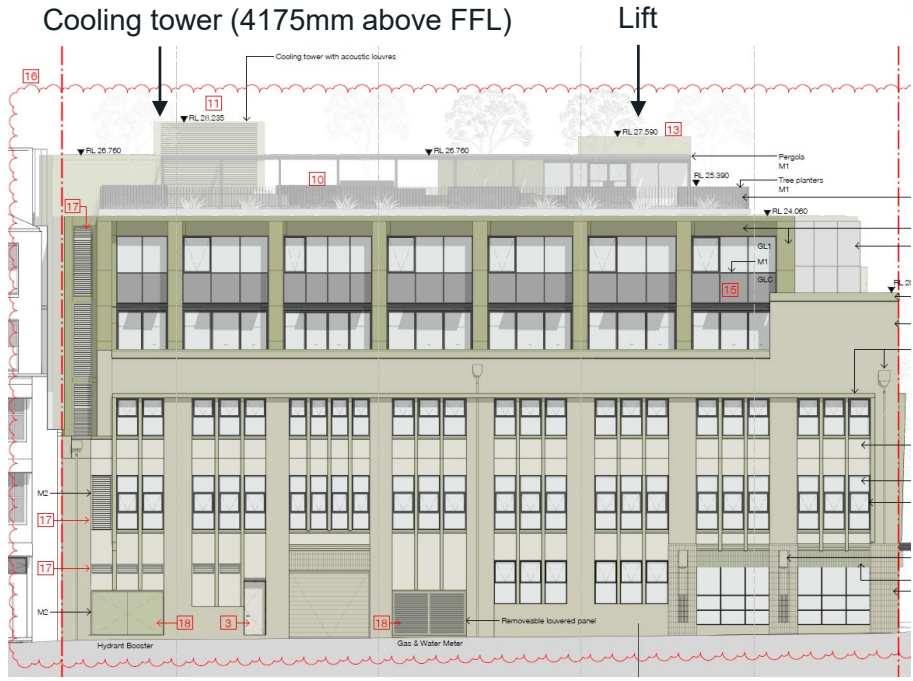 Cooling tower (4175mm above FFL)
Lift
Cooling tower with acoustic louvres
16
11
RL 28.235
RL 27.590
13
RL 26.760
RL 26.760
Pergola
M1
RL 25.390
Tree planters
M1
10
17
RL 24.060
GL1
M1
GLC
15
M2
17
17
M2
18
3
18
Removeable louvered panel
Hydrant Booster
Gas & Water Meter